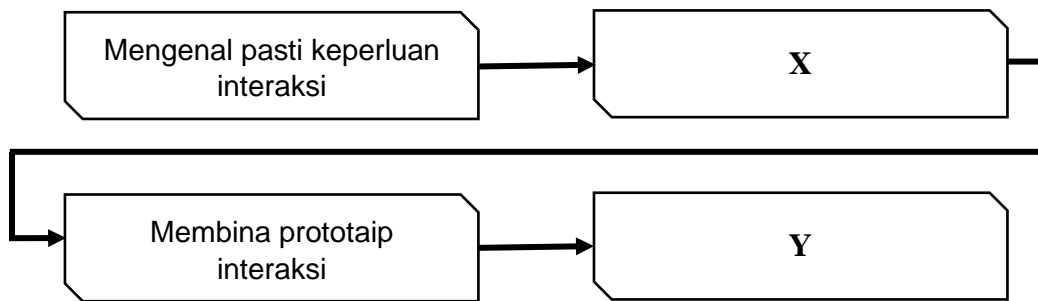 Mengenal pasti keperluan
interaksi
X
Membina prototaip
interaksi
Y